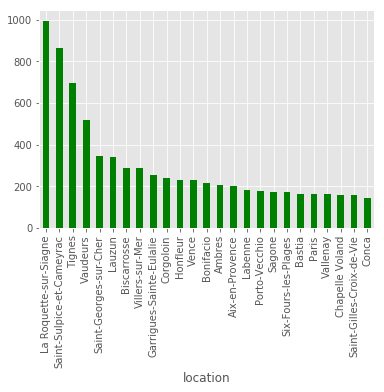 1000
800
600
400
200
0
La Roquette-sur-Siagne
Saint-Sulpice-et-Cameyrac
Tignes
Vaudeurs
Saint-Georges-sur-Cher
Lauzun
Biscarrosse
Villers-sur-Mer
Garrigues-Sainte-Eulalie
Corgoloin
Honfleur
Vence
Bonifacio
Ambres
Aix-en-Provence
Labenne
Porto-Vecchio
Sagone
Six-Fours-les-Plages
Bastia
Paris
Vallenay
Chapelle Voland
Saint-Gilles-Croix-de-Vie
Conca
location